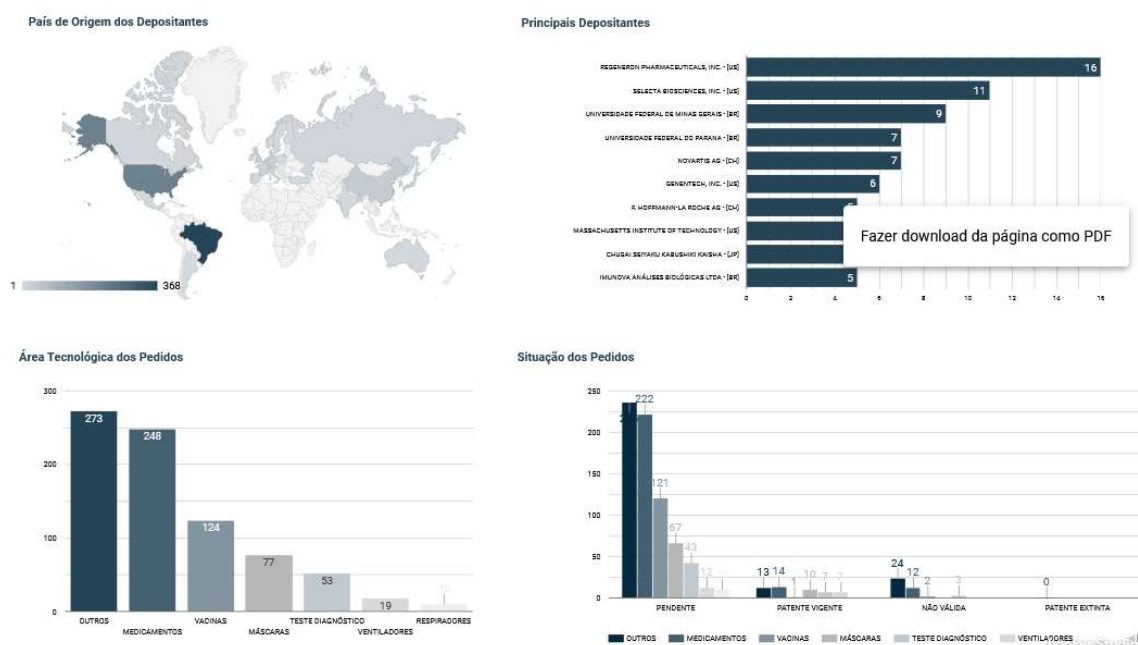 País de Origem dos Depositantes
1
368
Principais Depositantes
REGENERON PHARMACEUTICALS, INC. - [US]
16
SELECTA BIOSCIENCES, INC. - [US]
11
UNIVERSIDADE FEDERAL DE MINAS GERAIS - [BR]
9
UNIVERSIDADE FEDERAL DO PARANA - [BR]
7
NOVARTIS AG - [CH]
7
GENENTECH, INC. - [US]
6
F. HOFFMANN-LA ROCHE AG - [CH]
MASSACHUSETTS INSTITUTE OF TECHNOLOGY - [US]
CHUGAI SEIYAKU KABUSHIKI KAISHA - [JP]
IMUNOVA ANÁLISES BIOLÓGICAS LTDA - [BR]
5
Fazer download da página como PDF
0 2 4 6 8 10 12 14 16
Área Tecnológica dos Pedidos
300
200
100
0
273
248
124
77
53
19
OUTROS
MEDICAMENTOS
VACINAS
MÁSCARAS
TESTE DIAGNÓSTICO
VENTILADORES
RESPIRADORES
Situação dos Pedidos
250
200
150
100
50
0
222
121
67
43
12
13
14
1
10
7
7
24
12
2
3
0
PENDENTE
PATENTE VIGENTE
NÃO VÁLIDA
PATENTE EXTINTA
OUTROS
MEDICAMENTOS
VACINAS
MÁSCARAS
TESTE DIAGNÓSTICO
VENTILADORES